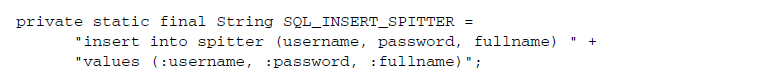 private static final String SQL_INSERT_SPITTER =
"insert into spitter (username, password, fullname) " +
"values (:username, :password, :fullname)";